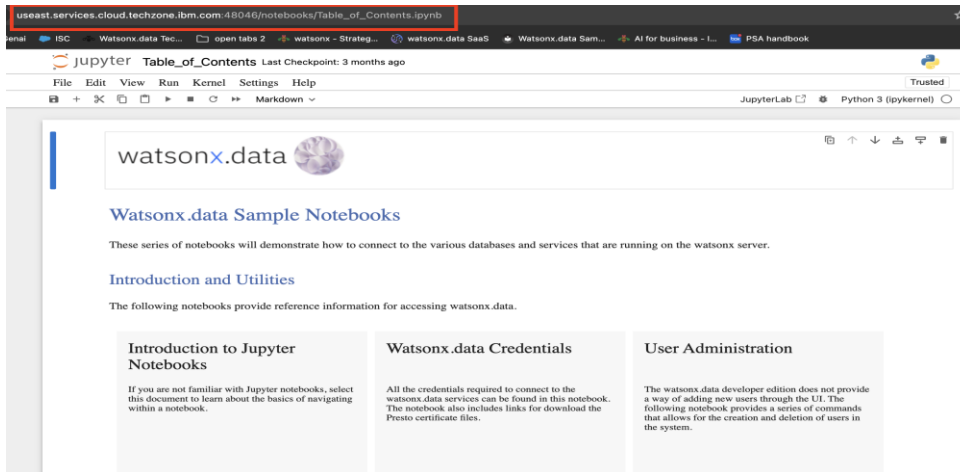 useast.services.cloud.techzone.ibm.com:48046/notebooks/Table_of_Contents.ipynb
Genai ISC Watsonx.data Tec... open tabs 2 watsonx - Strateg... watsonx.data SaaS Watsonx.data Sam... AI for business – I... PSA handbook
jupyter Table_of_Contents Last Checkpoint: 3 months ago
File Edit View Run Kernel Settings Help
Trusted
Markdown
JupyterLab Python 3 (ipykernel)
watsonx.data
Watsonx.data Sample Notebooks
These series of notebooks will demonstrate how to connect to the various databases and services that are running on the watsonx server.
Introduction and Utilities
The following notebooks provide reference information for accessing watsonx.data.
Introduction to Jupyter
Notebooks
If you are not familiar with Jupyter notebooks, select
this document to learn about the basics of navigating
within a notebook.
Watsonx.data Credentials
All the credentials required to connect to the
watsonx.data services can be found in this notebook.
The notebook also includes links for download the
Presto certificate files.
User Administration
The watsonx.data developer edition does not provide
a way of adding new users through the UI. The
following notebook provides a series of commands
that allows for the creation and deletion of users in
the system.